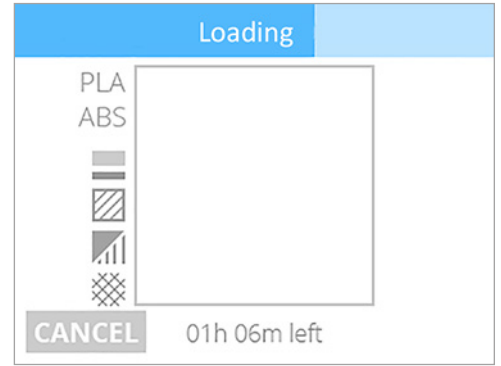 Loading
PLA
ABS
CANCEL
01h 06m left